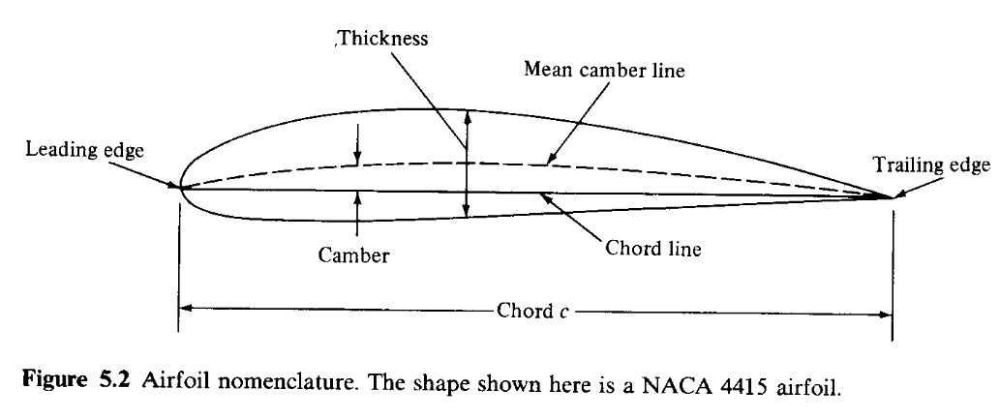 Thickness
Mean camber line
Leading edge
Trailing edge
Camber
Chord line
Chord c
Figure 5.2 Airfoil nomenclature. The shape shown here is a NACA 4415 airfoil.